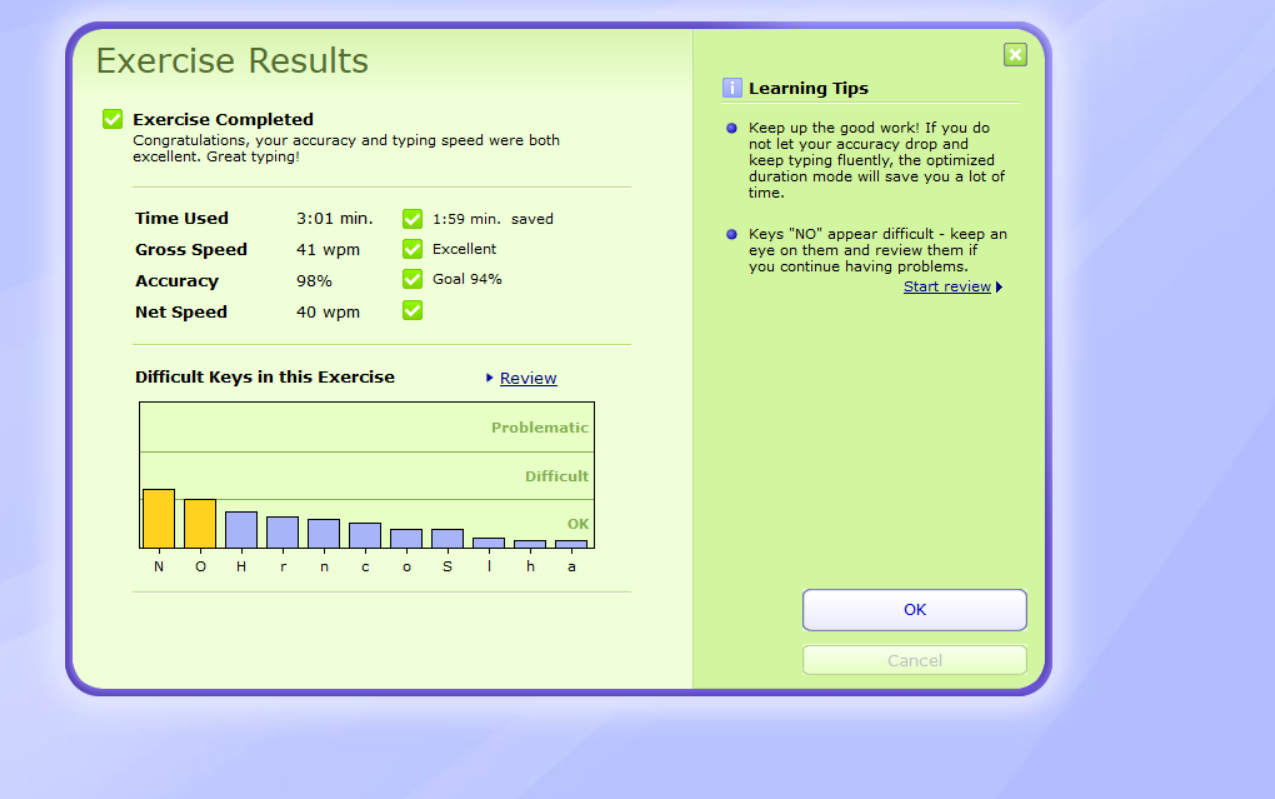 Exercise Results
Exercise Completed
Congratulations, your accuracy and typing speed were both
excellent. Great typing!
Time Used 3:01 min. 1:59 min. saved
Gross Speed 41 wpm Excellent
Accuracy 98% Goal 94%
Net Speed 40 wpm
Difficult Keys in this Exercise Review
Problematic
Difficult
OK
N O H r n c o S l h a
i Learning Tips
Keep up the good work! If you do
not let your accuracy drop and
keep typing fluently, the optimized
duration mode will save you a lot of
time.
Keys "NO" appear difficult - keep an
eye on them and review them if
you continue having problems.
Start review
OK
Cancel